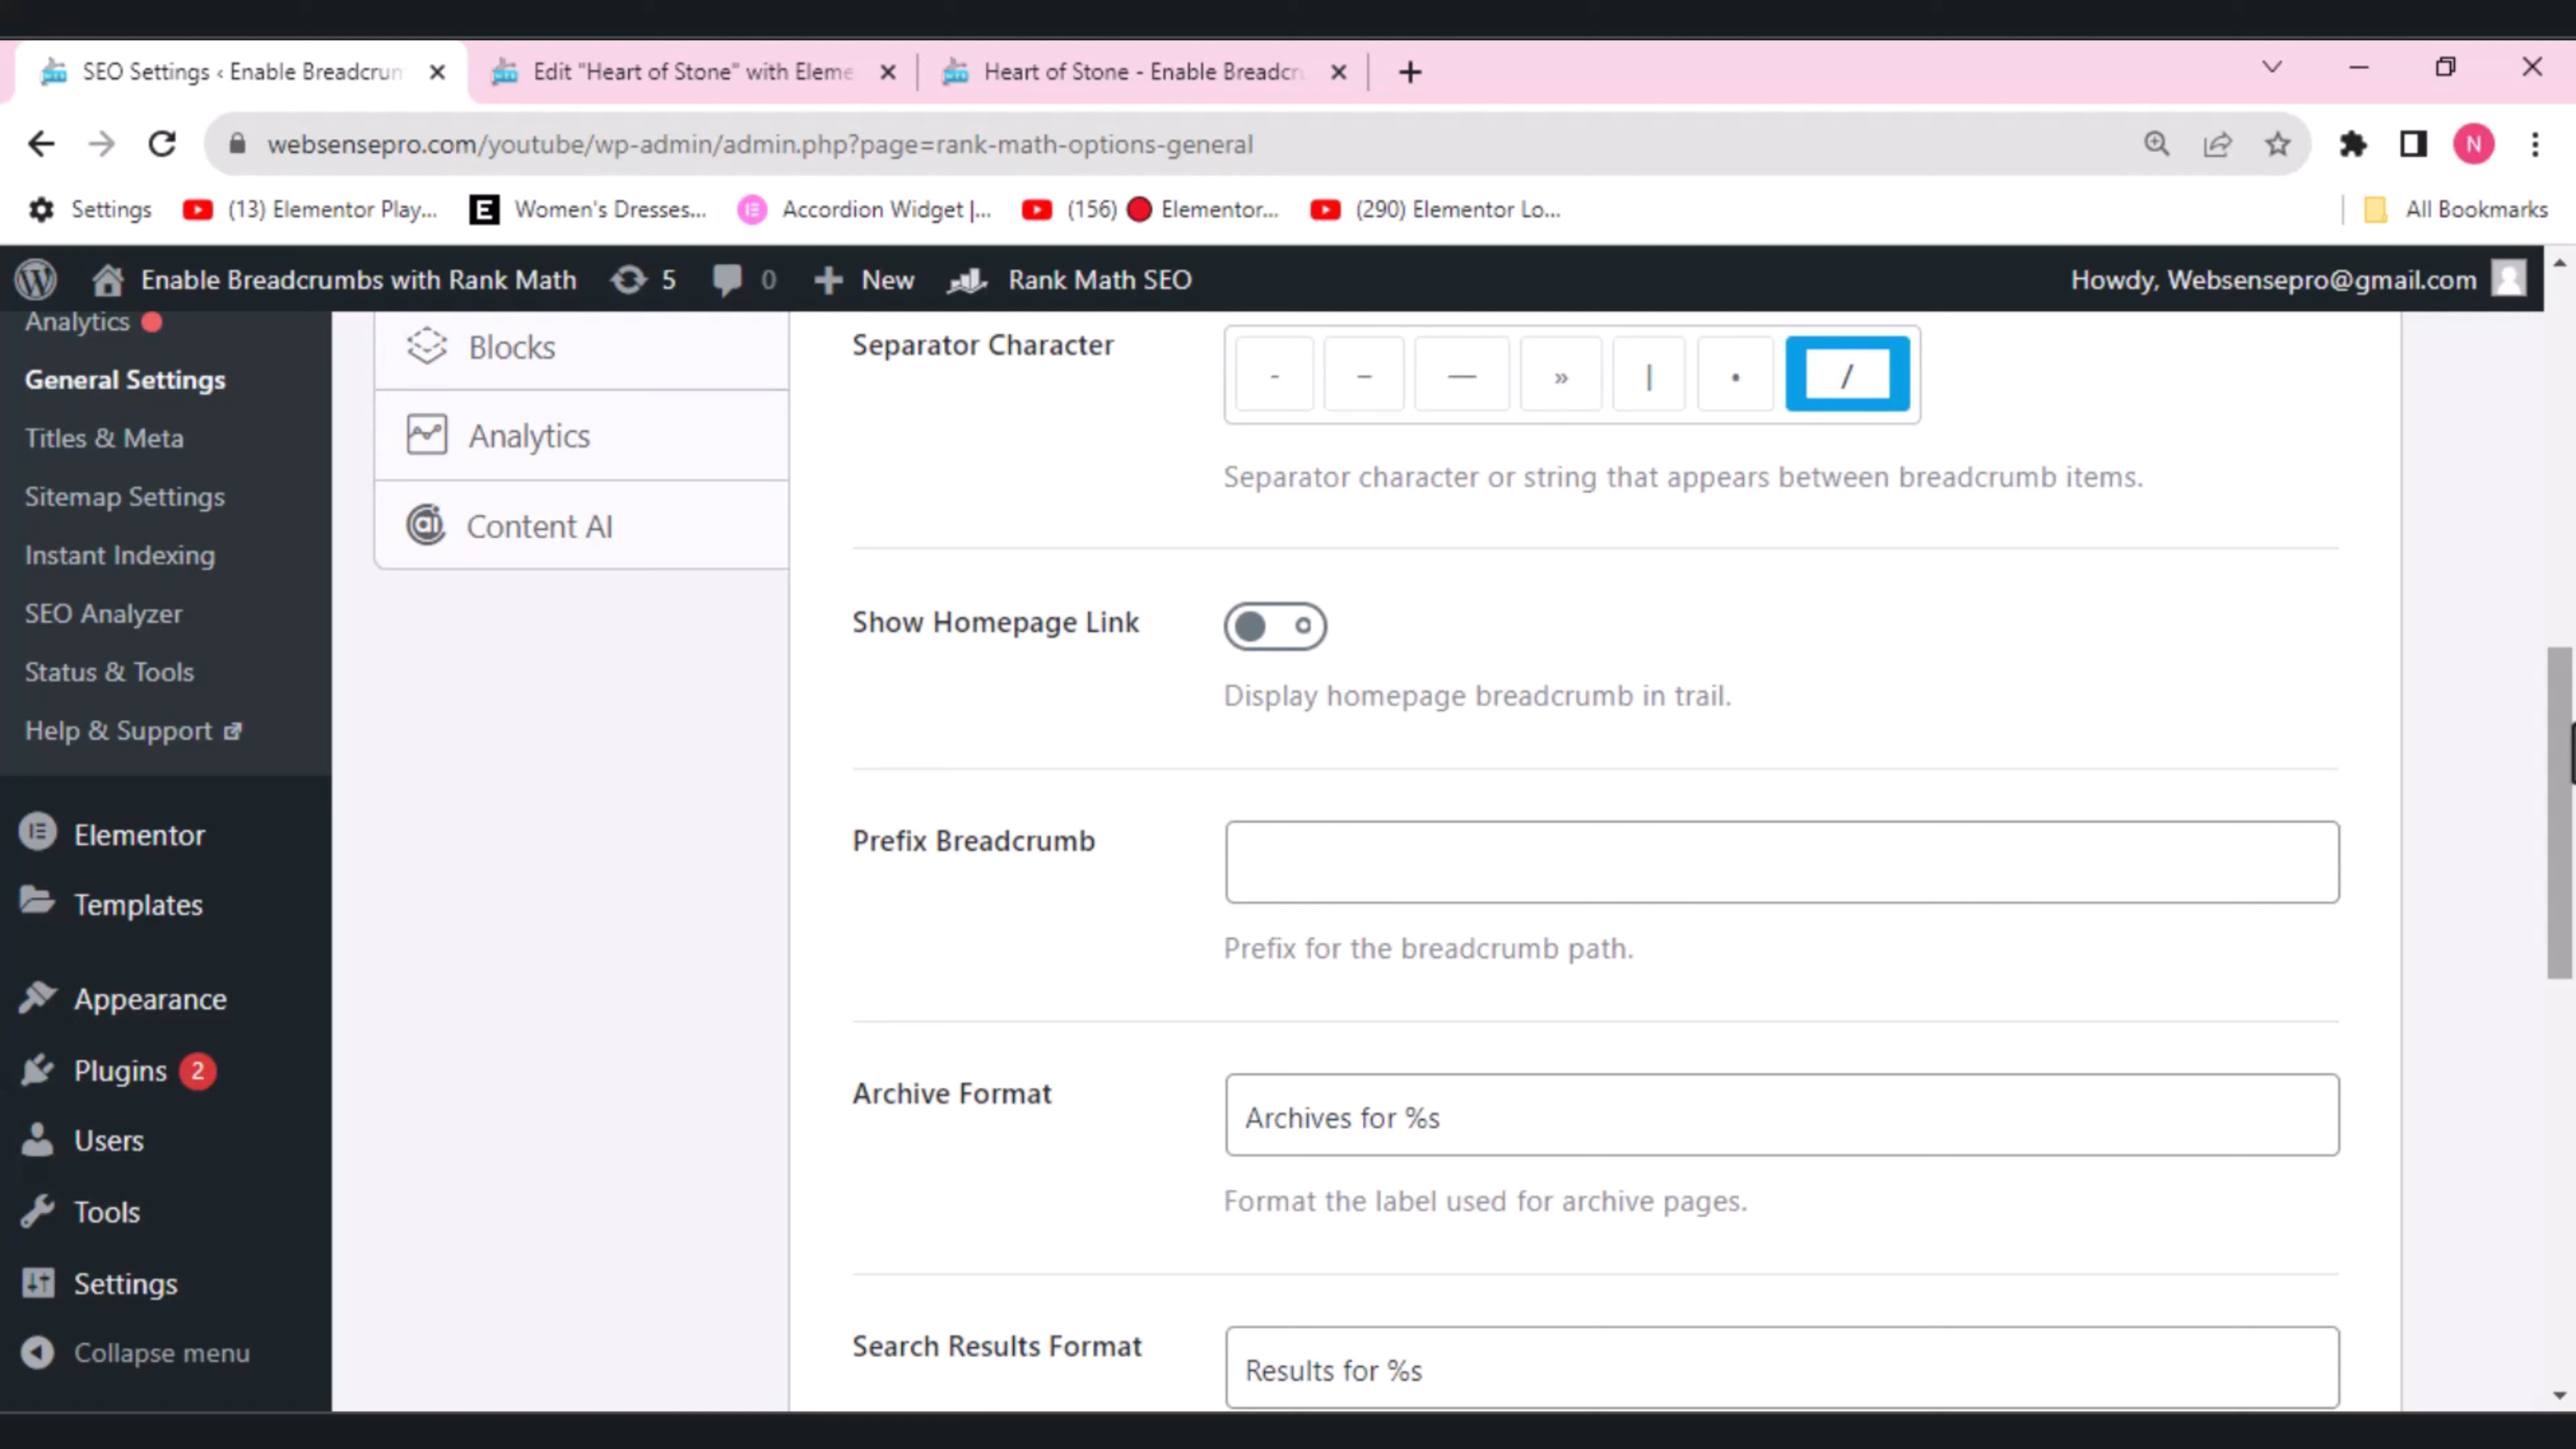 SEO Settings ‹ Enable Breadcrum
Edit "Heart of Stone" with Eleme
Heart of Stone - Enable Breadcr
websensepro.com/youtube/wp-admin/admin.php?page=rank-math-options-general
N
Settings
(13) Elementor Play...
E
Women's Dresses...
Accordion Widget |...
(156)
Elementor...
(290) Elementor Lo...
All Bookmarks
Enable Breadcrumbs with Rank Math
5
0
New
Rank Math SEO
Howdy, Websensepro@gmail.com
Analytics
General Settings
Titles & Meta
Sitemap Settings
Instant Indexing
SEO Analyzer
Status & Tools
Help & Support
Elementor
Templates
Appearance
Plugins 2
Users
Tools
Settings
Collapse menu
Blocks
Analytics
Content AI
Separator Character
- – — » | • /
Separator character or string that appears between breadcrumb items.
Show Homepage Link
Display homepage breadcrumb in trail.
Prefix Breadcrumb
Prefix for the breadcrumb path.
Archive Format
Archives for %s
Format the label used for archive pages.
Search Results Format
Results for %s